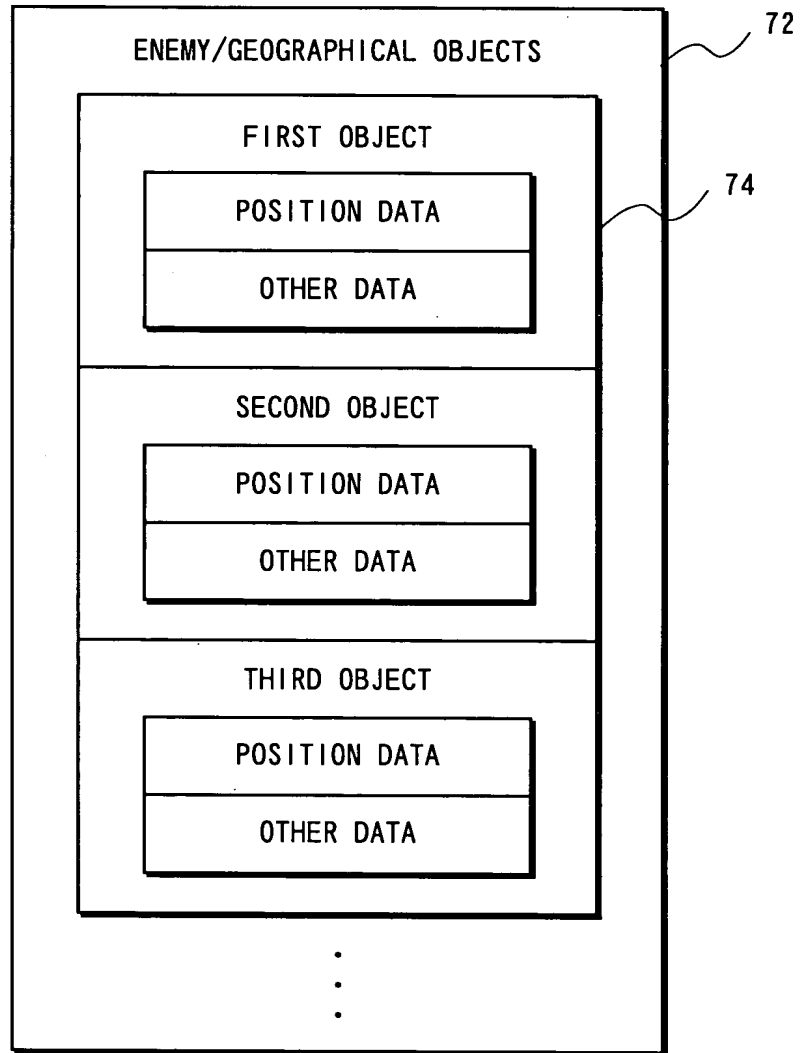 72
ENEMY/GEOGRAPHICAL OBJECTS
FIRST OBJECT
74
POSITION DATA
OTHER DATA
SECOND OBJECT
POSITION DATA
OTHER DATA
THIRD OBJECT
POSITION DATA
OTHER DATA